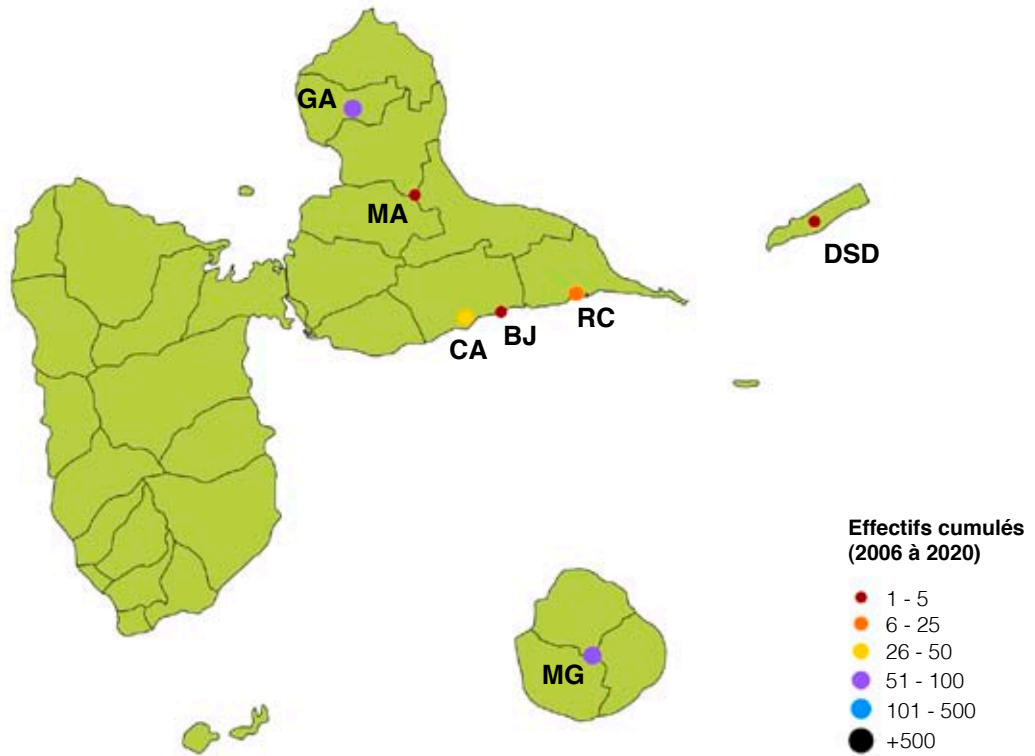 GA
MA
DSD
RC
BJ
CA
MG
Effectifs cumulés
(2006 à 2020)
1 - 5
6 - 25
26 - 50
51 - 100
101 - 500
+500